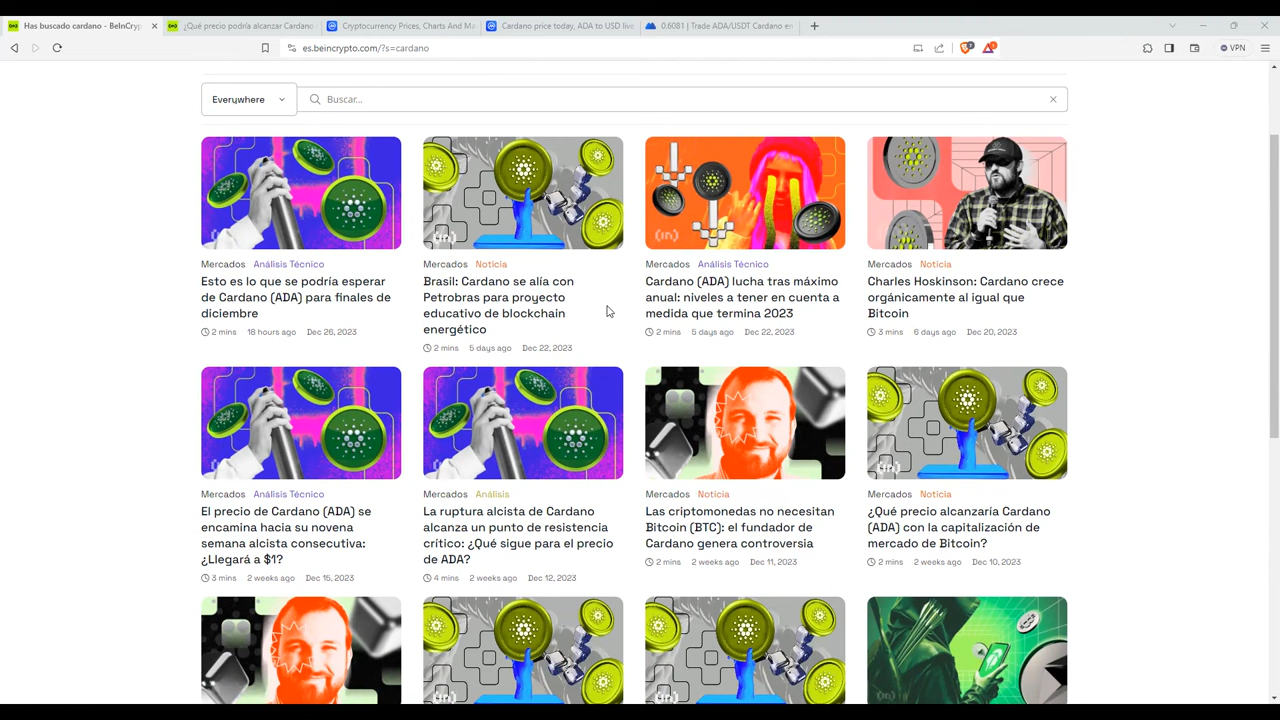 Has buscado cardano - BeInCryp
¿Qué precio podría alcanzar Cardano
Cryptocurrency Prices, Charts And Ma
Cardano price today, ADA to USD live
0.6081 | Trade ADA/USDT Cardano en
es.beincrypto.com/?s=cardano
VPN
Everywhere
Buscar...
Mercados Análisis Técnico
Esto es lo que se podría esperar
de Cardano (ADA) para finales de
diciembre
2 mins 18 hours ago Dec 26, 2023
Mercados Noticia
Brasil: Cardano se alía con
Petrobras para proyecto
educativo de blockchain
energético
2 mins 5 days ago Dec 22, 2023
Mercados Análisis Técnico
Cardano (ADA) lucha tras máximo
anual: niveles a tener en cuenta a
medida que termina 2023
2 mins 5 days ago Dec 22, 2023
Mercados Noticia
Charles Hoskinson: Cardano crece
orgánicamente al igual que
Bitcoin
3 mins 6 days ago Dec 20, 2023
Mercados Análisis Técnico
El precio de Cardano (ADA) se
encamina hacia su novena
semana alcista consecutiva:
¿Llegará a $1?
3 mins 2 weeks ago Dec 15, 2023
Mercados Análisis
La ruptura alcista de Cardano
alcanza un punto de resistencia
crítico: ¿Qué sigue para el precio
de ADA?
4 mins 2 weeks ago Dec 12, 2023
Mercados Noticia
Las criptomonedas no necesitan
Bitcoin (BTC): el fundador de
Cardano genera controversia
2 mins 2 weeks ago Dec 11, 2023
Mercados Noticia
¿Qué precio alcanzaría Cardano
(ADA) con la capitalización de
mercado de Bitcoin?
2 mins 2 weeks ago Dec 10, 2023